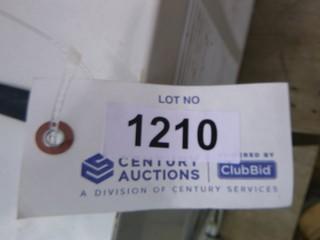 LOT NO
1210
CENTURY AUCTIONS
ClubBid
A DIVISION OF CENTURY SERVICES